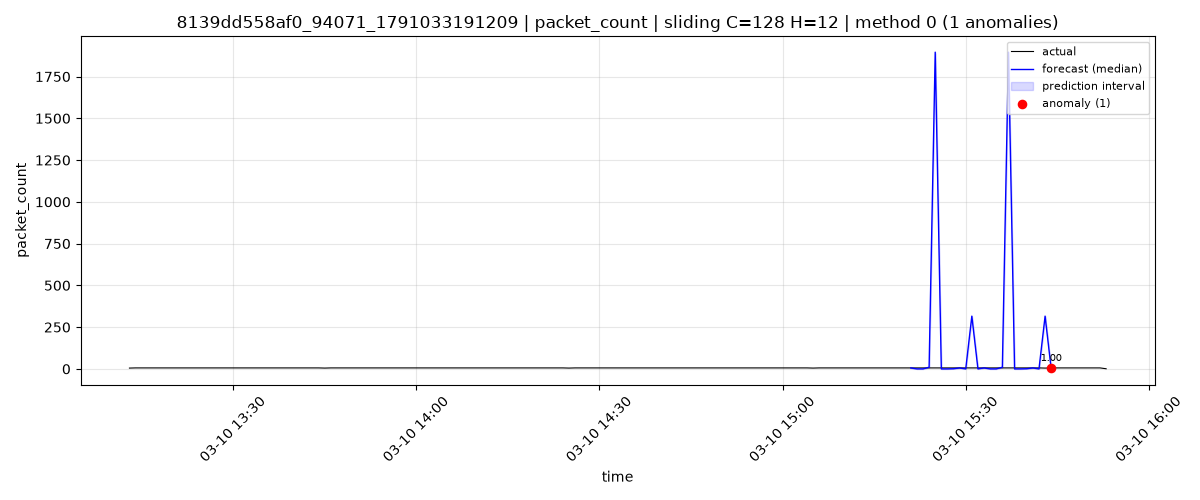 8139dd558af0_94071_1791033191209 | packet_count | sliding C=128 H=12 | method 0 (1 anomalies)
actual
forecast (median)
prediction interval
anomaly (1)
packet_count
1750
1500
1250
1000
750
500
250
0
1.00
03-10 13:30
03-10 14:00
03-10 14:30
03-10 15:00
03-10 15:30
03-10 16:00
time